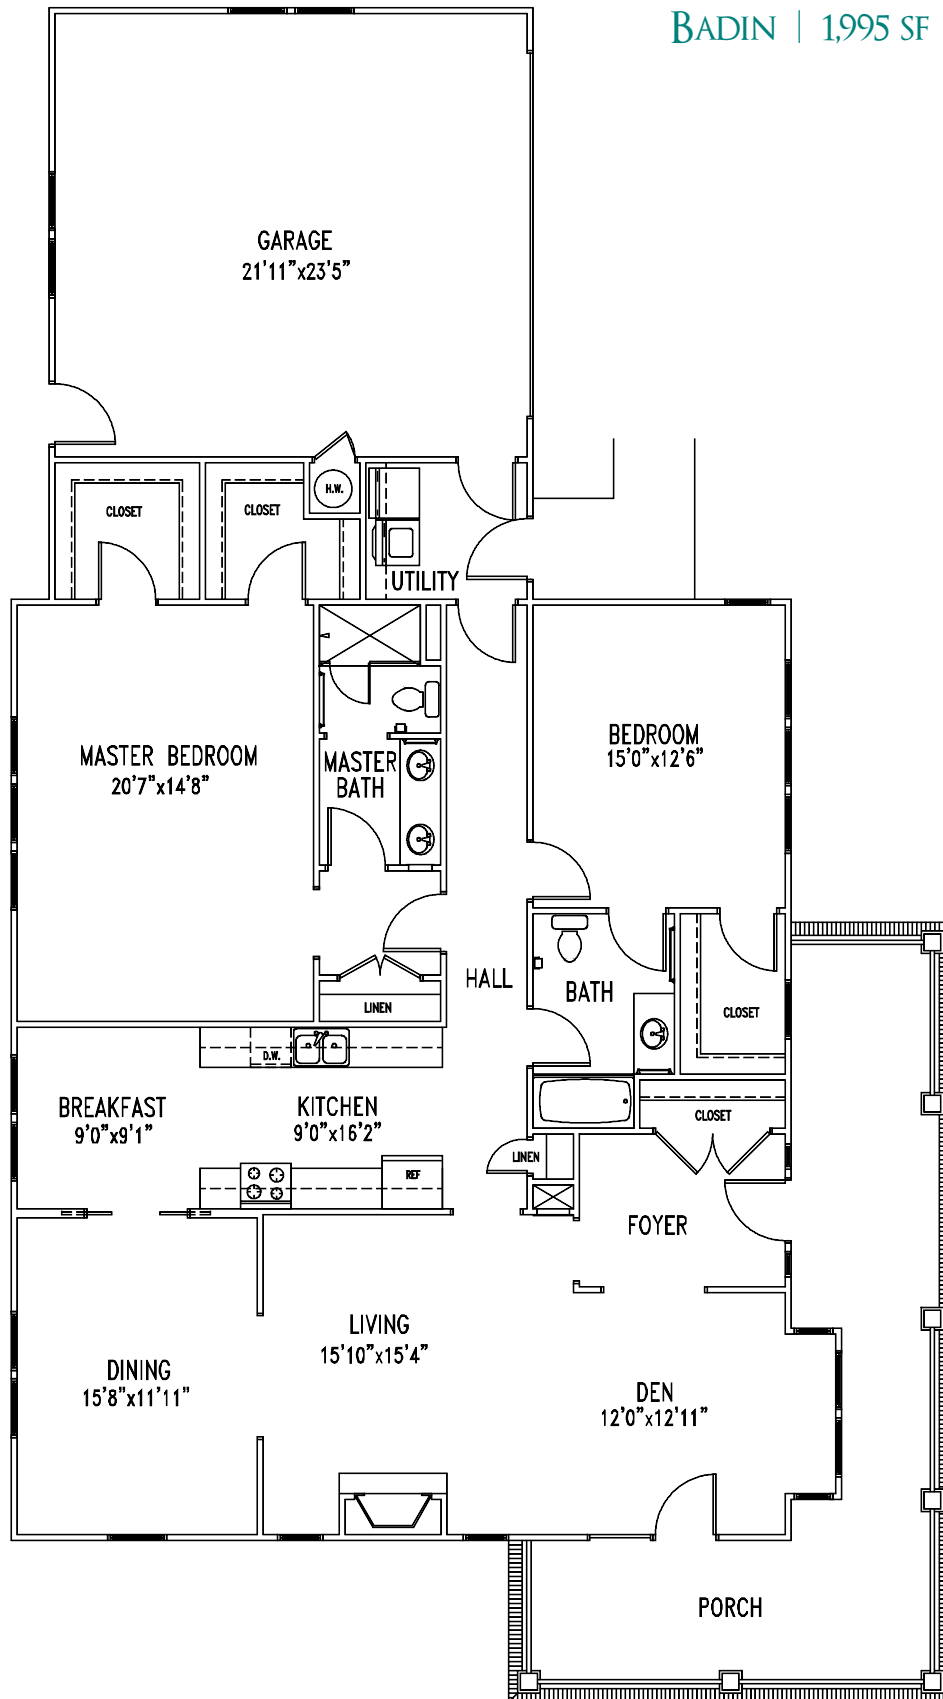 BADIN | 1,995 SF
GARAGE
21'11"x23'5"
CLOSET
CLOSET
H.W.
UTILITY
MASTER BEDROOM
20'7"x14'8"
MASTER
BATH
BEDROOM
15'0"x12'6"
HALL
BATH
LINEN
CLOSET
D.W.
BREAKFAST
9'0"x9'1"
KITCHEN
9'0"x16'2"
CLOSET
LINEN
REF
FOYER
LIVING
15'10"x15'4"
DINING
15'8"x11'11"
DEN
12'0"x12'11"
PORCH